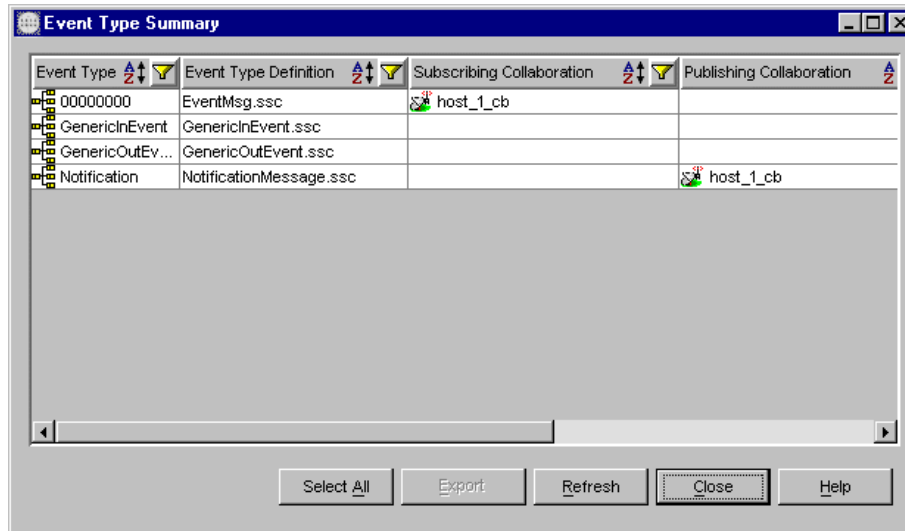 Event Type Summary
Event Type Event Type Definition Subscribing Collaboration Publishing Collaboration
00000000 EventMsg.ssc host_1_cb
GenericInEvent GenericInEvent.ssc
GenericOutEv... GenericOutEvent.ssc
Notification NotificationMessage.ssc host_1_cb
Select All Export Refresh Close Help